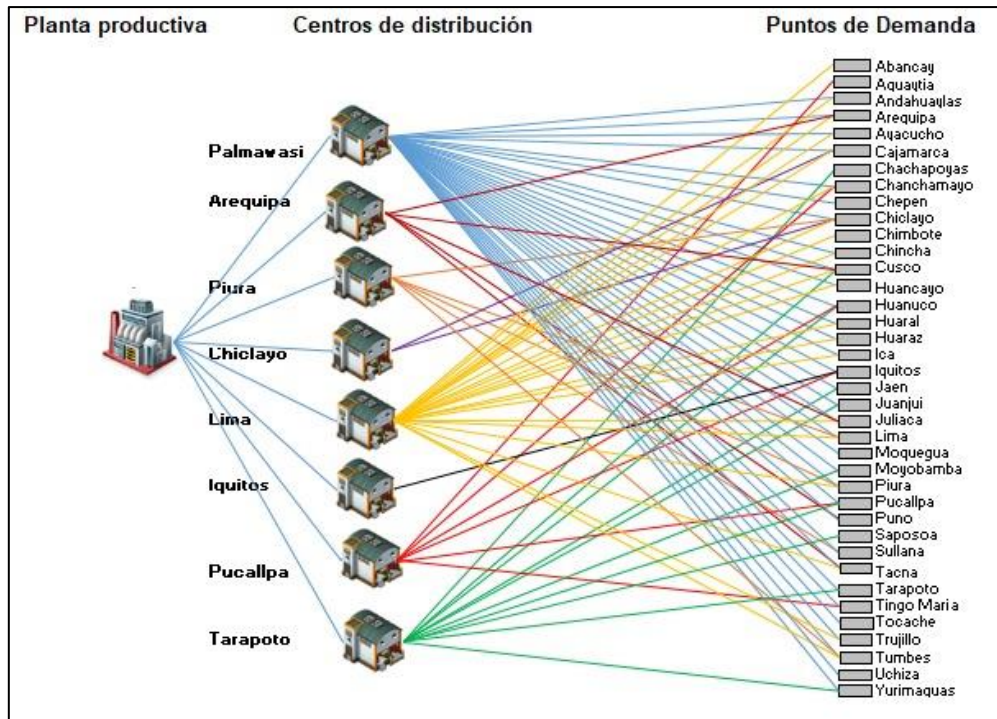 Planta productiva
Centros de distribución
Puntos de Demanda
Palmawasi
Arequipa
Piura
Chiclayo
Lima
Iquitos
Pucallpa
Tarapoto
Abancay
Aguaytia
Andahuaylas
Arequipa
Ayacucho
Cajamarca
Chachapoyas
Chanchamayo
Chepen
Chiclayo
Chimbote
Chincha
Cusco
Huancayo
Huanuco
Huaral
Huaraz
Ica
Iquitos
Jaen
Juanjui
Juliaca
Lima
Moquegua
Moyobamba
Piura
Pucallpa
Puno
Saposoa
Sullana
Tacna
Tarapoto
Tingo Maria
Tocache
Trujillo
Tumbes
Uchiza
Yurimaguas